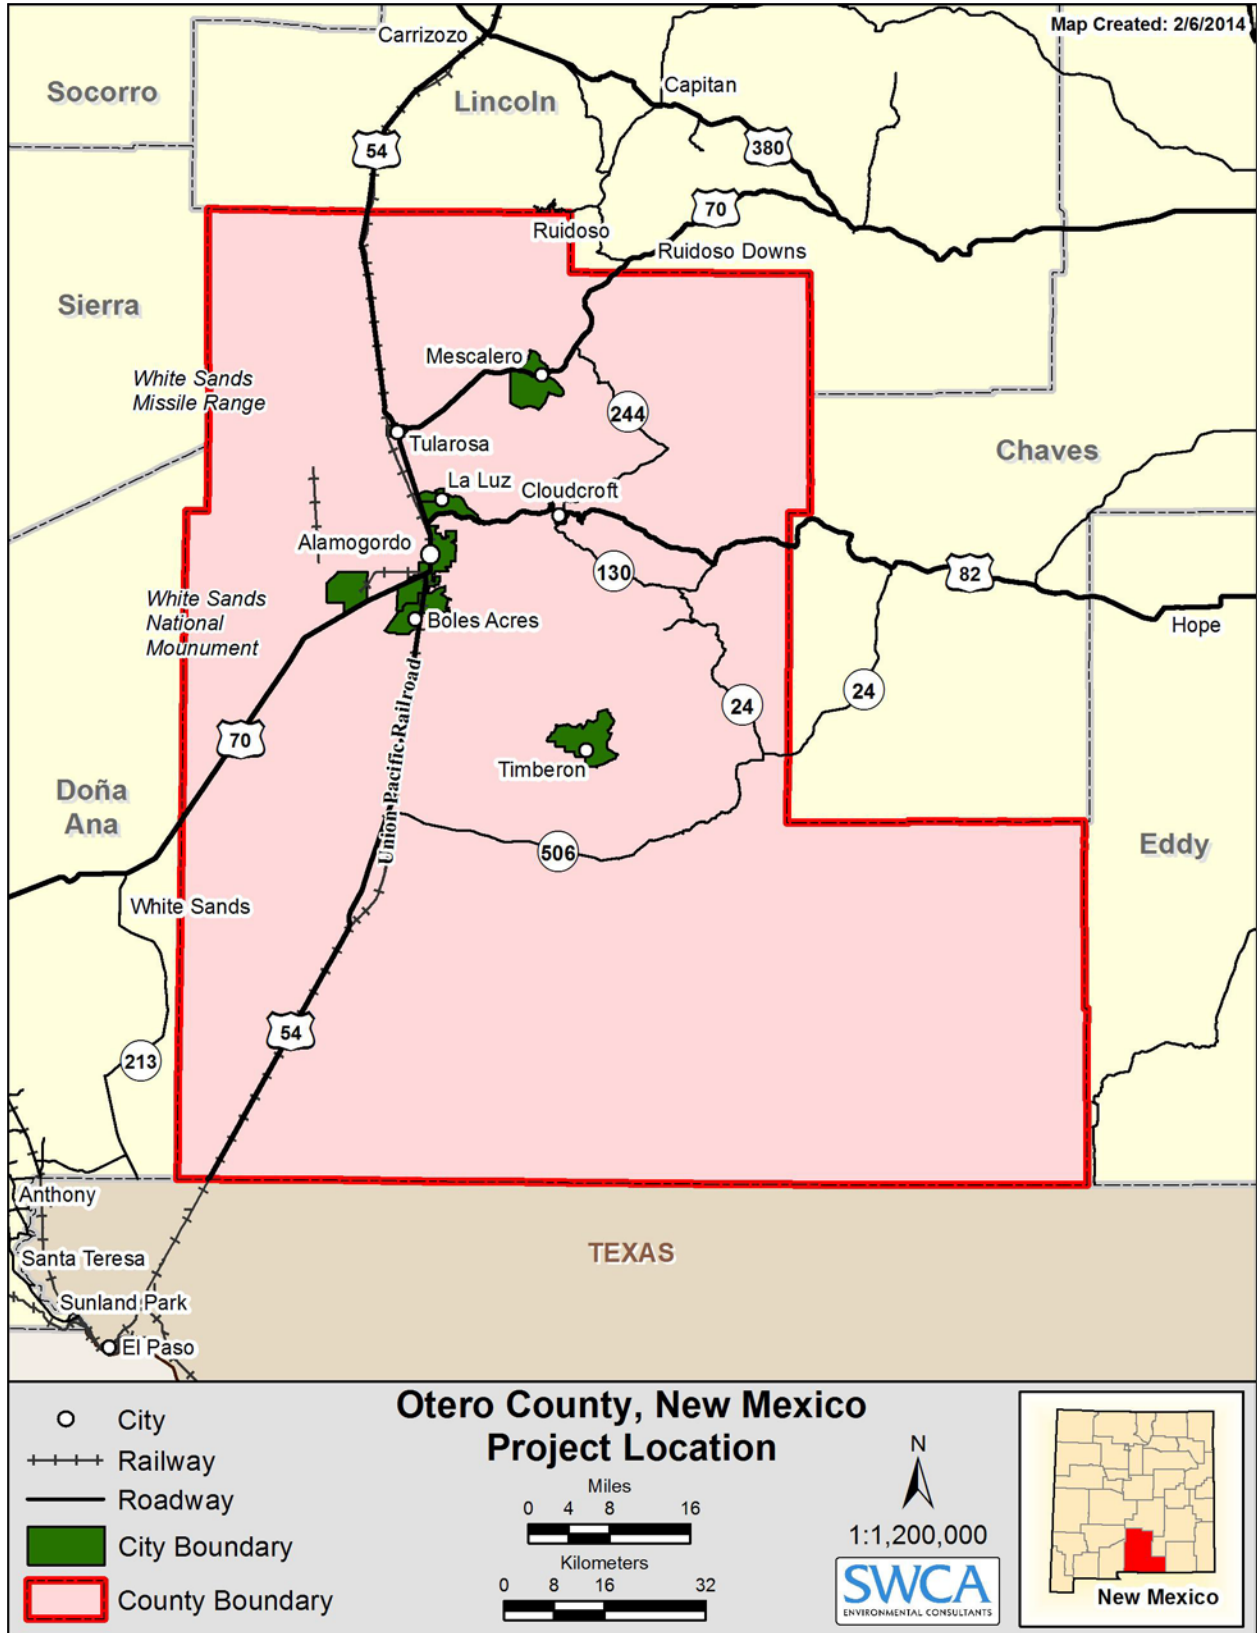 Map Created: 2/6/2014
Carrizozo
Socorro
Lincoln
Capitan
54
380
70
Ruidoso
Ruidoso Downs
Sierra
Mescalero
White Sands
Missile Range
244
Tularosa
Chaves
La Luz
Cloudcroft
Alamogordo
130
82
White Sands
National
Mounument
Boles Acres
Hope
24
24
70
Union Pacific Railroad
Timberon
Doña
Ana
506
Eddy
White Sands
54
213
Anthony
TEXAS
Santa Teresa
Sunland Park
El Paso
City
Railway
Roadway
City Boundary
County Boundary
Otero County, New Mexico
Project Location
Miles
0 4 8 16
Kilometers
0 8 16 32
N
1:1,200,000
SWCA
ENVIRONMENTAL CONSULTANTS
New Mexico